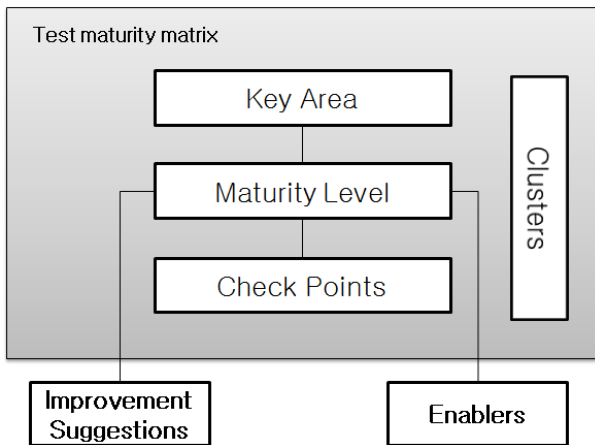 Test maturity matrix
Key Area
Maturity Level
Check Points
Clusters
Improvement
Suggestions
Enablers